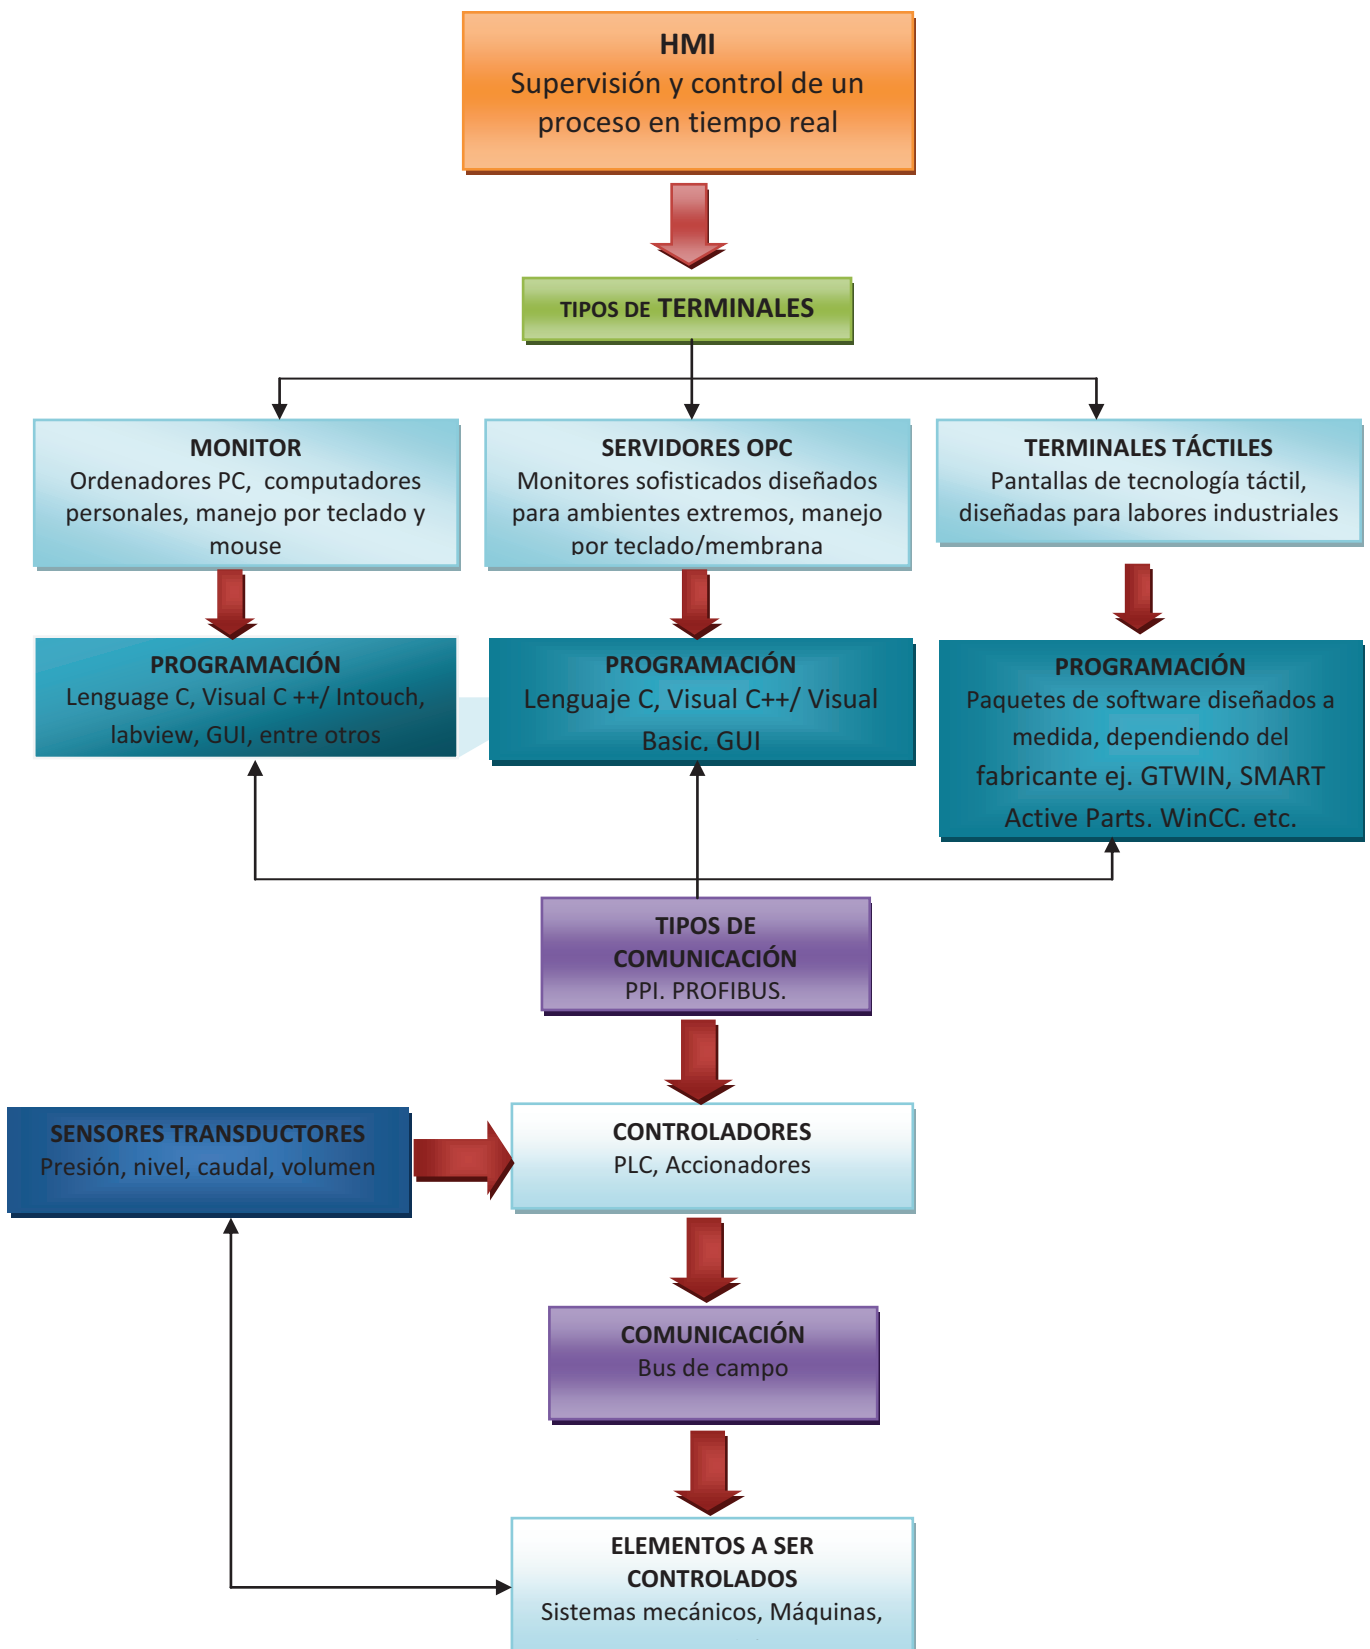 HMI
Supervisión y control de un
proceso en tiempo real
TIPOS DE TERMINALES
MONITOR
Ordenadores PC, computadores
personales, manejo por teclado y
mouse
SERVIDORES OPC
Monitores sofisticados diseñados
para ambientes extremos, manejo
por teclado/membrana
TERMINALES TÁCTILES
Pantallas de tecnología táctil,
diseñadas para labores industriales
PROGRAMACIÓN
Lenguage C, Visual C ++/ Intouch,
labview, GUI, entre otros
PROGRAMACIÓN
Lenguaje C, Visual C++/ Visual
Basic. GUI
PROGRAMACIÓN
Paquetes de software diseñados a
medida, dependiendo del
fabricante ej. GTWIN, SMART
Active Parts. WinCC. etc.
TIPOS DE
COMUNICACIÓN
PPI. PROFIBUS.
SENSORES TRANSDUCTORES
Presión, nivel, caudal, volumen
CONTROLADORES
PLC, Accionadores
COMUNICACIÓN
Bus de campo
ELEMENTOS A SER
CONTROLADOS
Sistemas mecánicos, Máquinas,